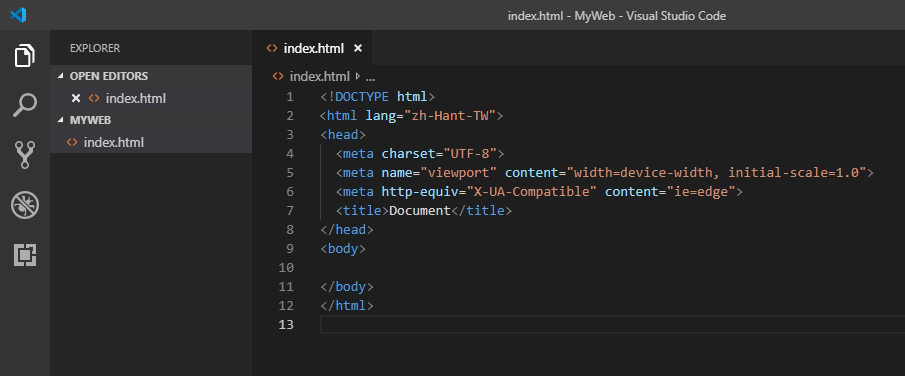 index.html - MyWeb - Visual Studio Code
EXPLORER
OPEN EDITORS
index.html
MYWEB
index.html
index.html
index.html ...
1 <!DOCTYPE html>
2 <html lang="zh-Hant-TW">
3 <head>
4   <meta charset="UTF-8">
5   <meta name="viewport" content="width=device-width, initial-scale=1.0">
6   <meta http-equiv="X-UA-Compatible" content="ie=edge">
7   <title>Document</title>
8 </head>
9 <body>
10
11 </body>
12 </html>
13